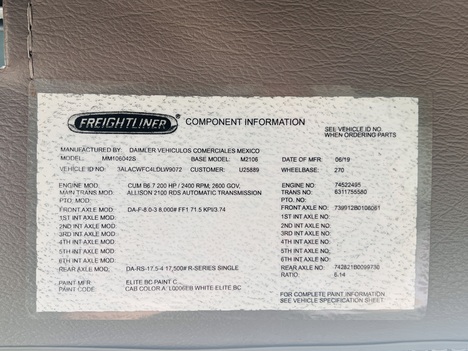 FREIGHTLINER COMPONENT INFORMATION
SEE VEHICLE ID NO.
WHEN ORDERING PARTS
MANUFACTURED BY: DAIMLER VEHICULOS COMERCIALES MEXICO
MODEL: MM106042S BASE MODEL: M2106 DATE OF MFR: 06/19
VEHICLE ID NO: 3ALACWFC4LDLW9072 CUSTOMER: U25889 WHEELBASE: 270
ENGINE MOD: CUM B6.7 200 HP / 2400 RPM; 2600 GOV. ENGINE NO: 74522495
MAIN TRANS MOD: ALLISON 2100 RDS AUTOMATIC TRANSMISSION TRANS NO: 6311755580
PTO. MOD: PTO. NO:
FRONT AXLE MOD: DA-F-8.0-3 8,000# FF1 71.5 KPI/3.74 FRONT AXLE NO: 739912B0106061
1ST INT AXLE MOD: 1ST INT AXLE NO:
2ND INT AXLE MOD: 2ND INT AXLE NO:
3RD INT AXLE MOD: 3RD INT AXLE NO:
4TH INT AXLE MOD: 4TH INT AXLE NO:
5TH INT AXLE MOD: 5TH INT AXLE NO:
6TH INT AXLE MOD: 6TH INT AXLE NO:
REAR AXLE MOD: DA-RS-17.5-4 17,500# R-SERIES SINGLE REAR AXLE NO: 742821B0099730
RATIO: 6.14
PAINT MFR: ELITE BC-PAINT C...
PAINT CODE: CAB COLOR A: L0006EB WHITE ELITE BC
FOR COMPLETE PAINT INFORMATION
SEE VEHICLE SPECIFICATION SHEET